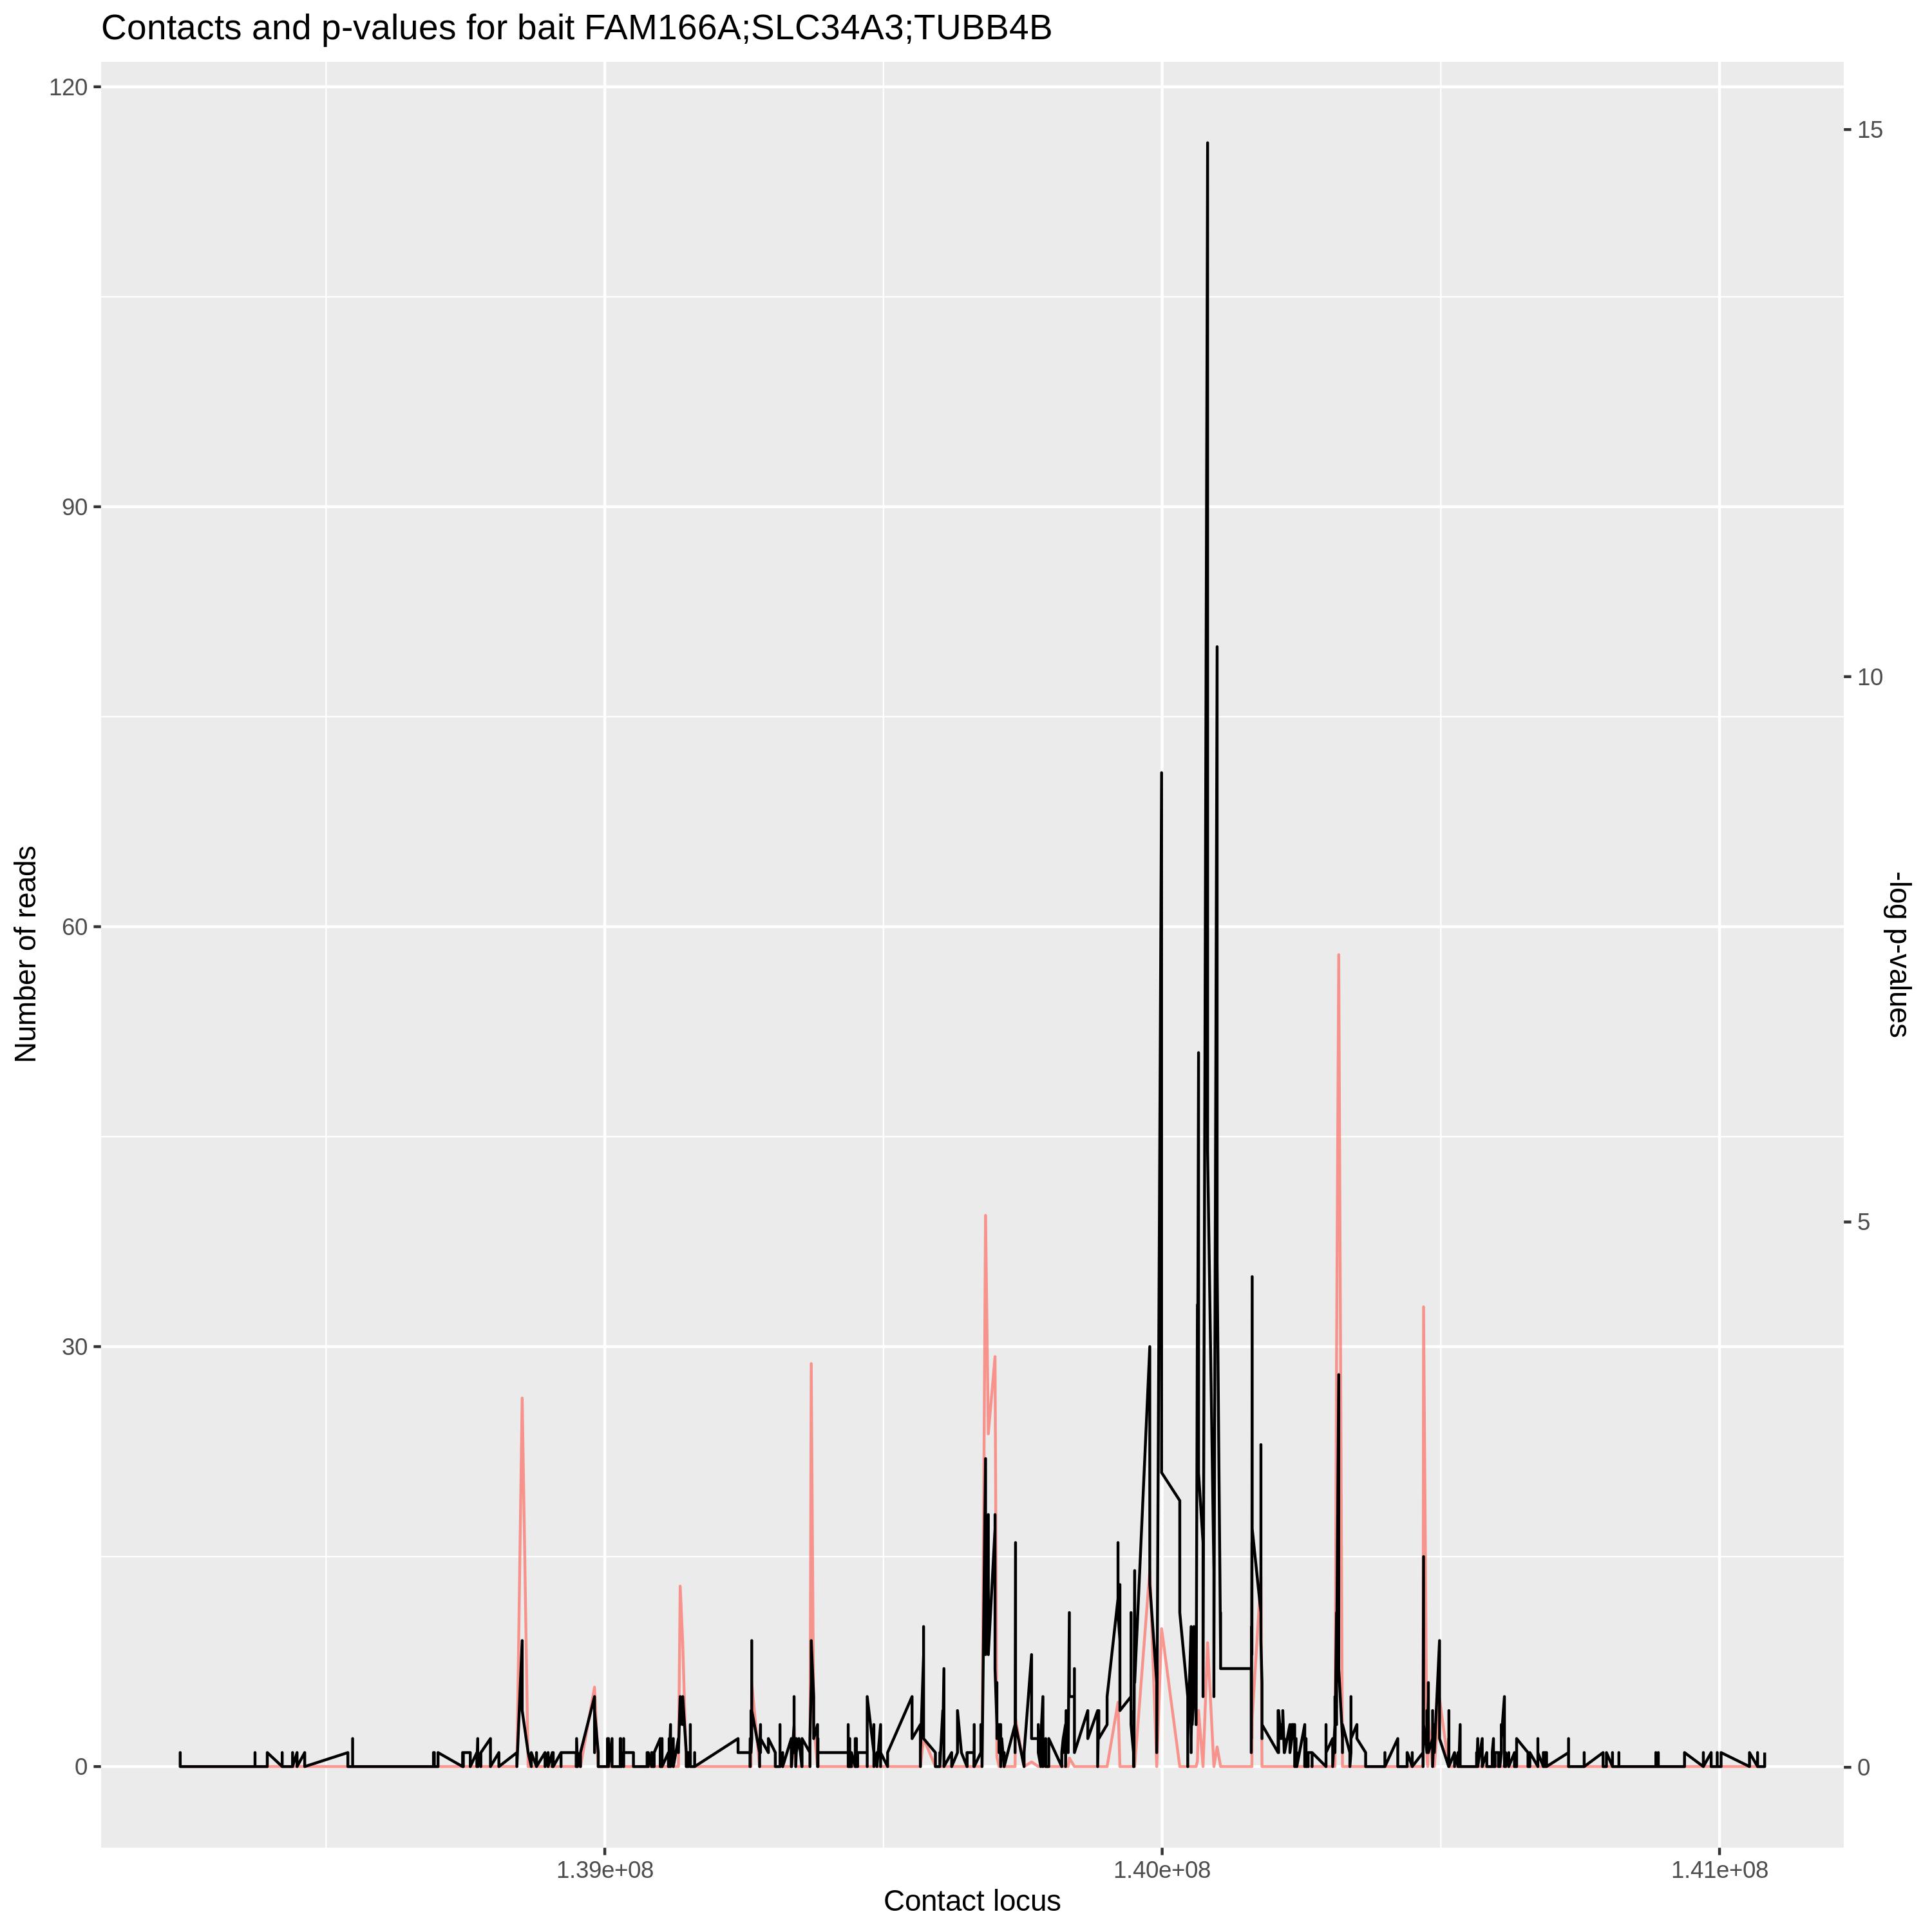 Contacts and p-values for bait FAM166A;SLC34A3;TUBB4B
120
90
60
30
0
Number of reads
15
10
5
0
-log p-values
1.39e+08
1.40e+08
1.41e+08
Contact locus